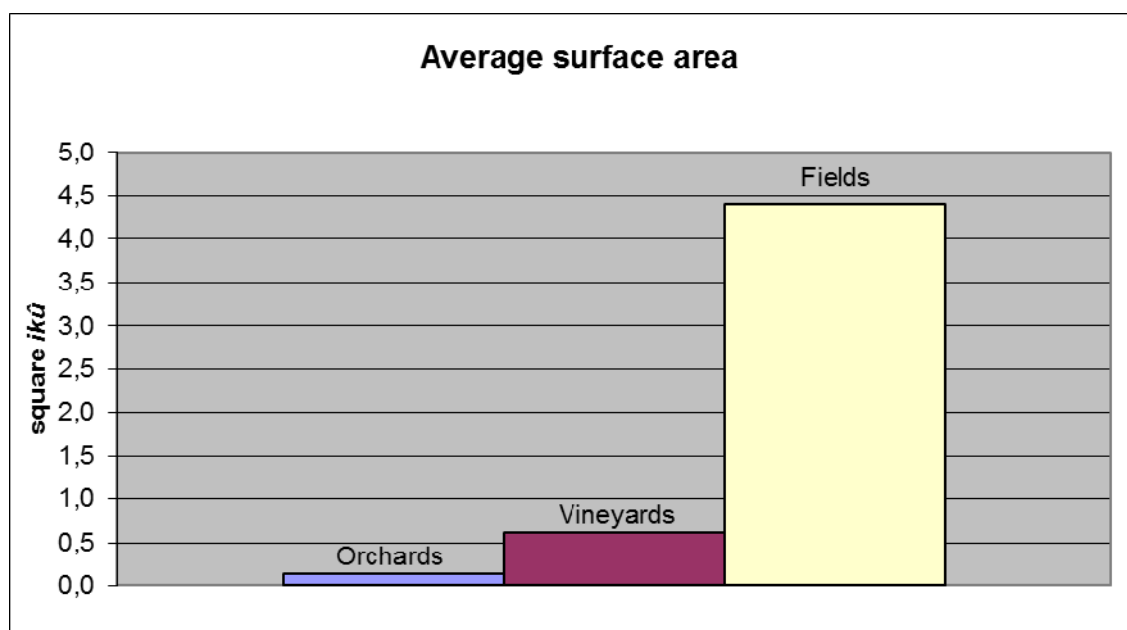 Average surface area
square ikû
5,0
4,5
4,0
3,5
3,0
2,5
2,0
1,5
1,0
0,5
0,0
Fields
Vineyards
Orchards